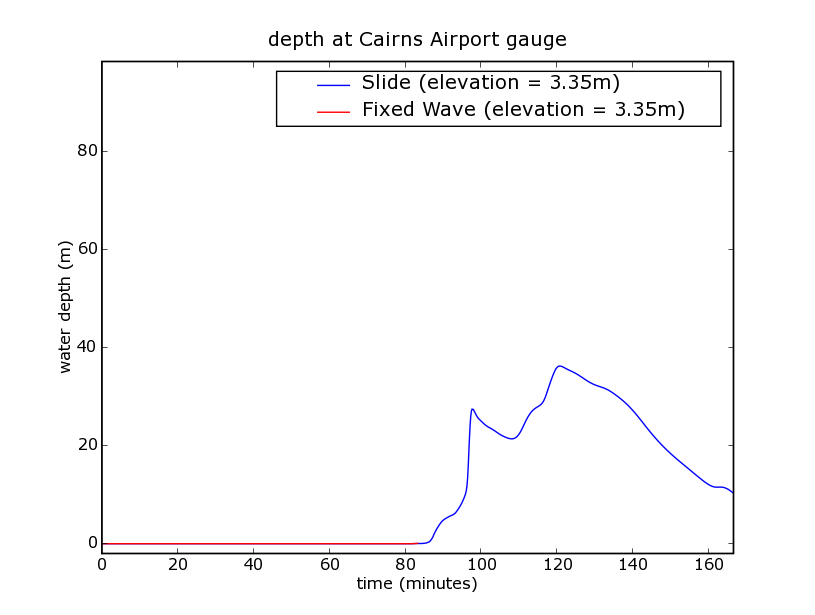 depth at Cairns Airport gauge
Slide (elevation = 3.35m)
Fixed Wave (elevation = 3.35m)
80
60
40
20
0
water depth (m)
0 20 40 60 80 100 120 140 160
time (minutes)